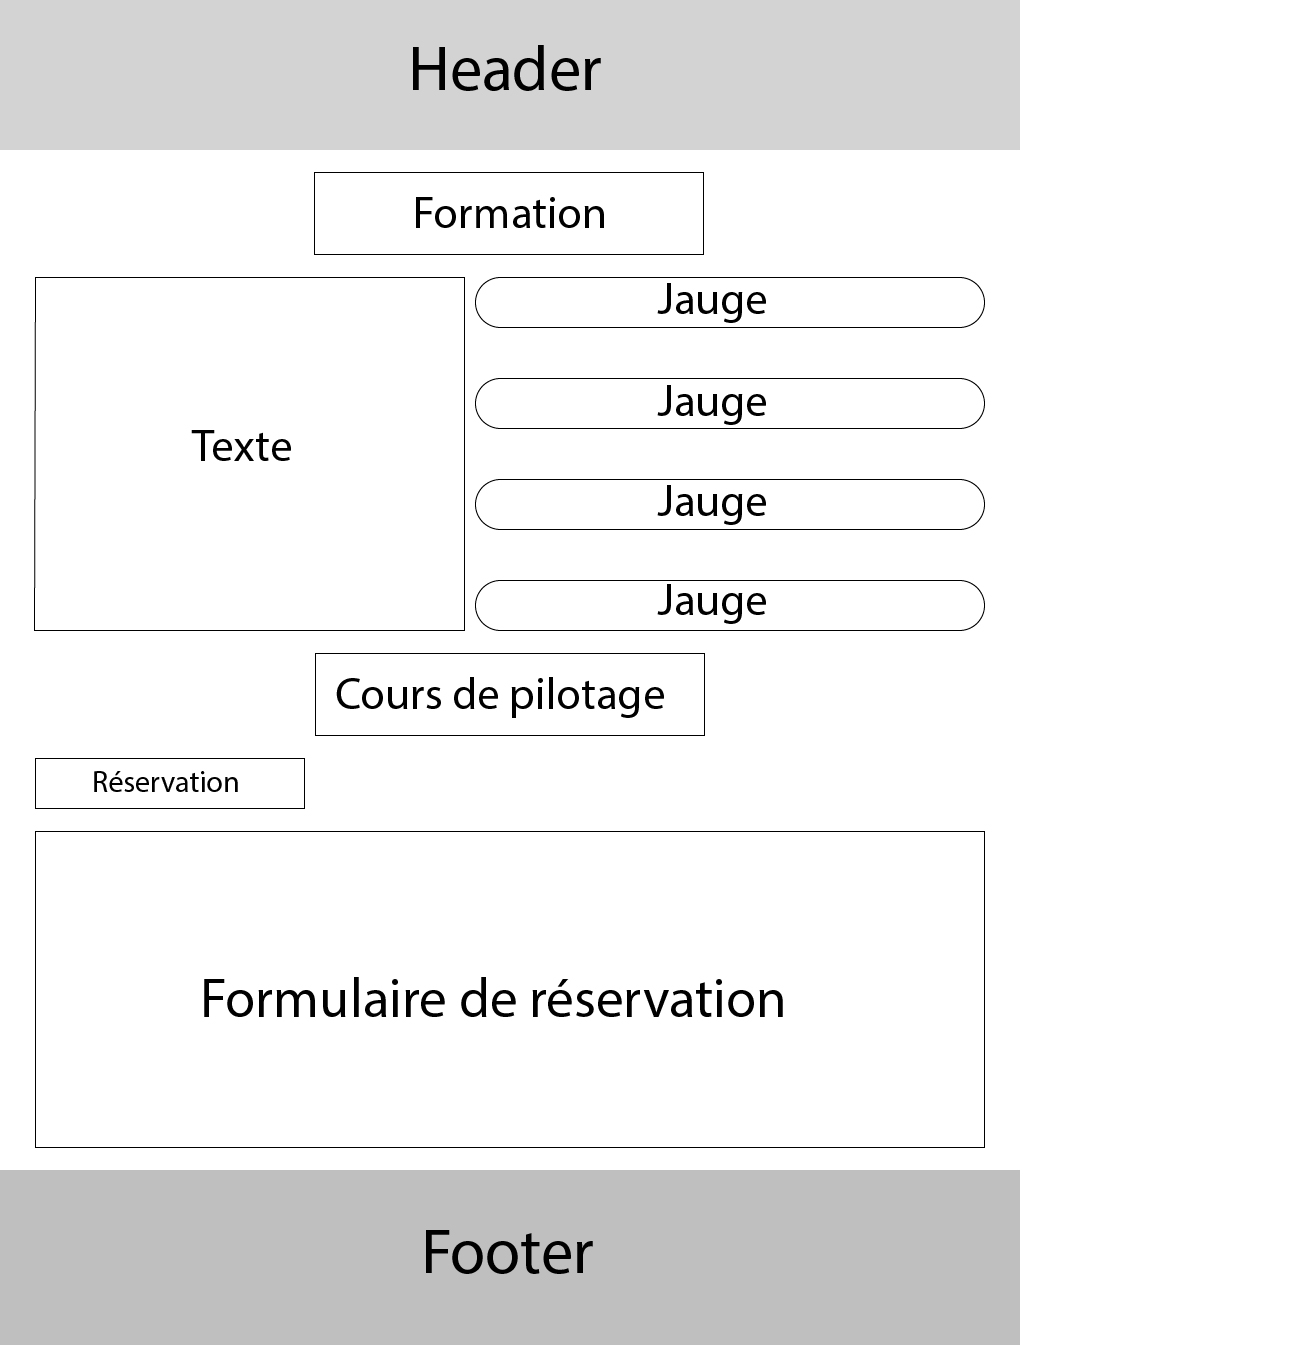 Header
Formation
Texte
Jauge
Jauge
Jauge
Jauge
Cours de pilotage
Réservation
Formulaire de réservation
Footer